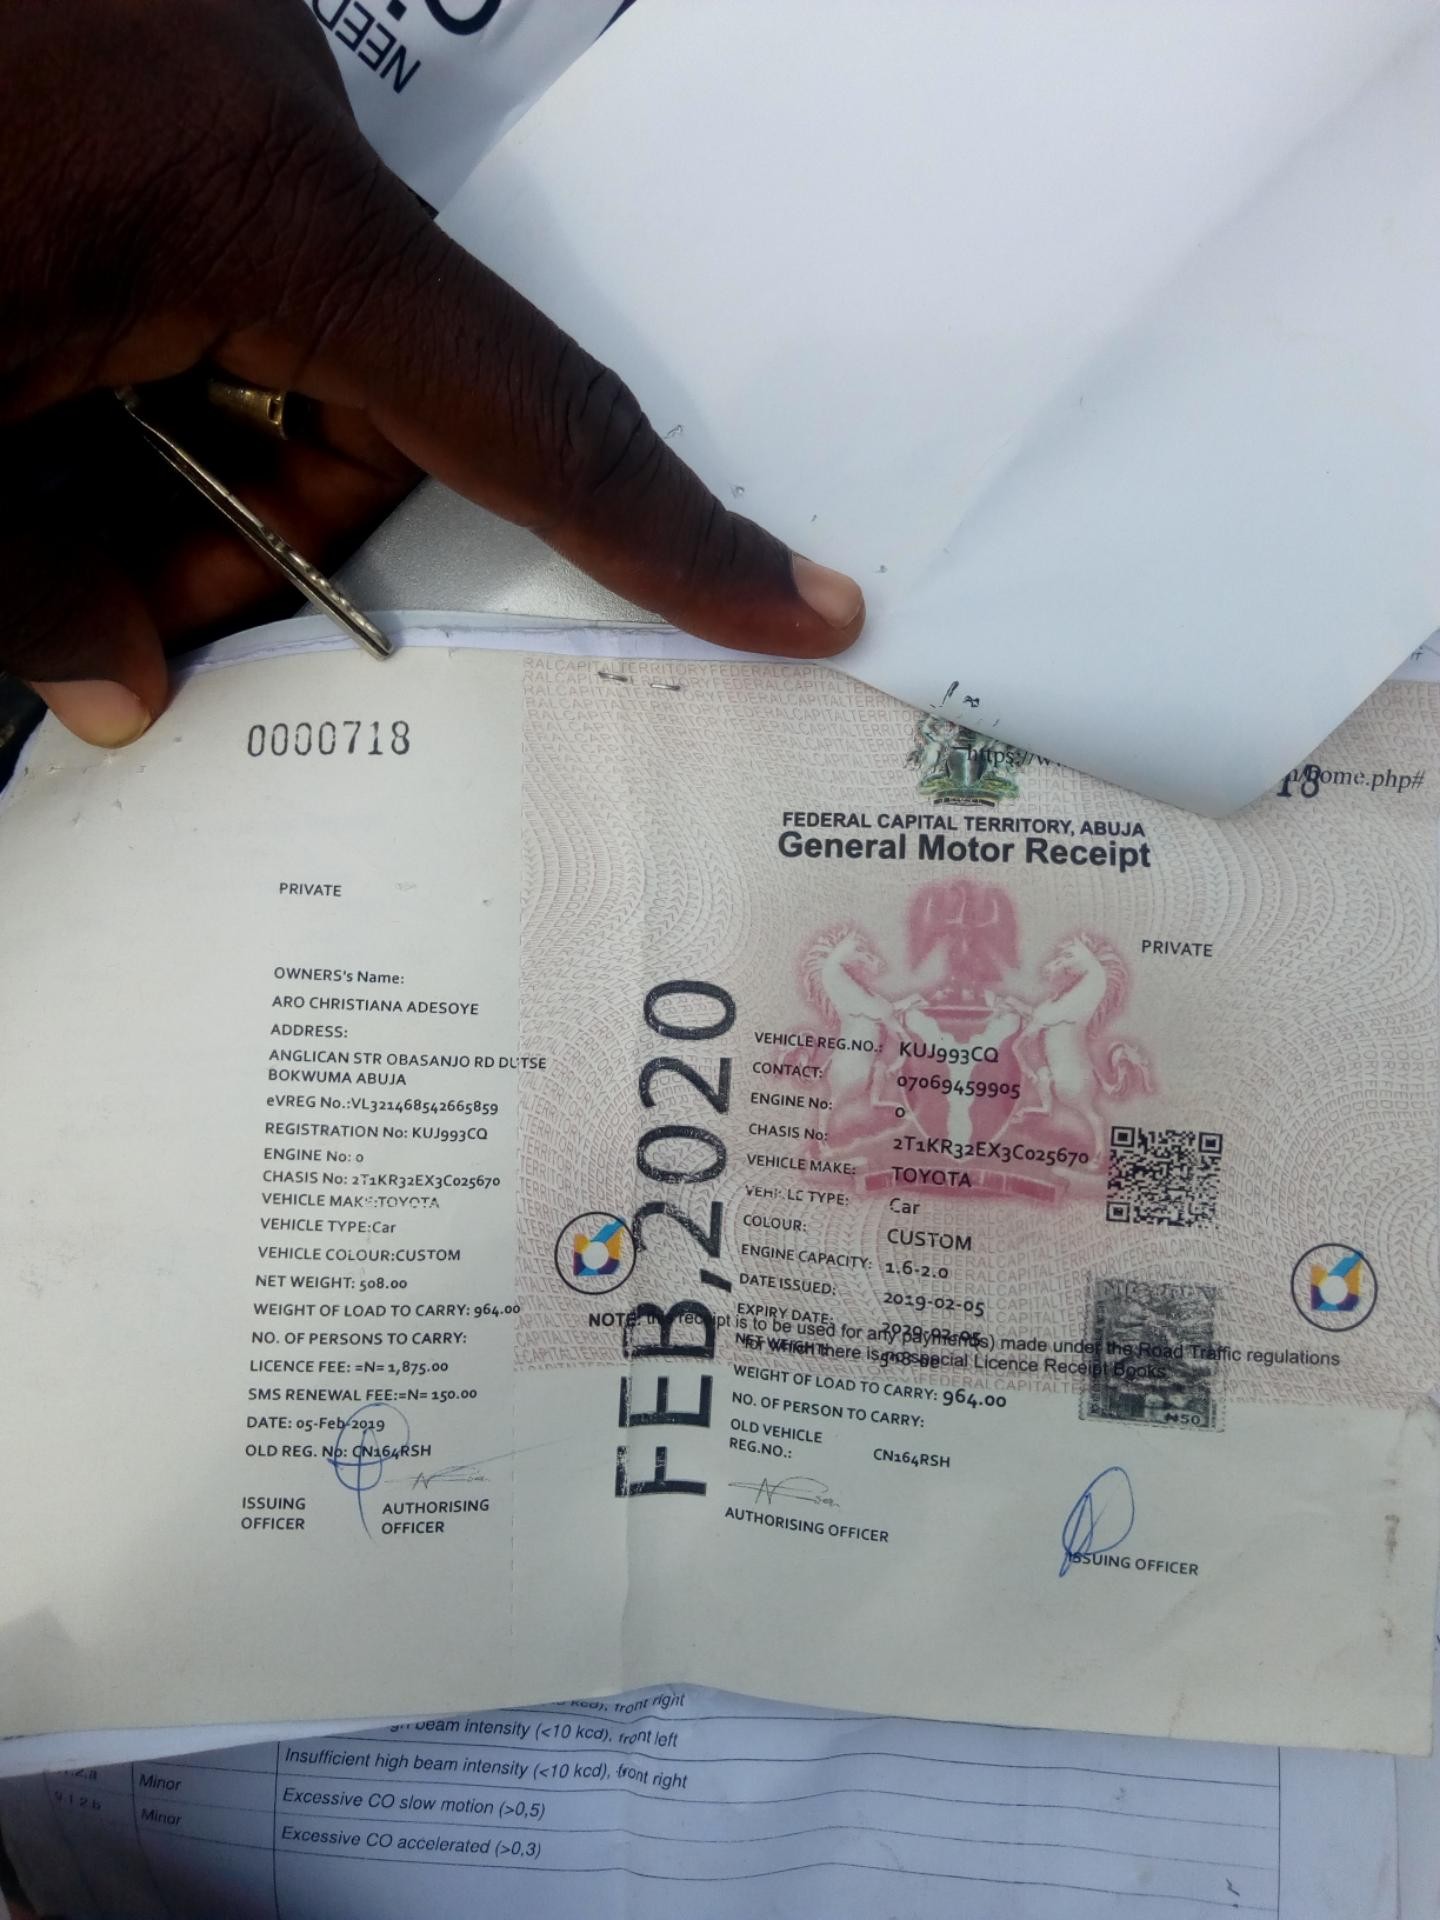 NEED
0000718
https://w
n/home.php#
18
FEDERAL CAPITAL TERRITORY, ABUJA
General Motor Receipt
PRIVATE
OWNERS's Name:
ARO CHRISTIANA ADESOYE
ADDRESS:
ANGLICAN STR OBASANJO RD DUTSE
BOKWUMA ABUJA
eVREG No.:VL321468542665859
REGISTRATION No: KUJ993CQ
ENGINE No: 0
CHASIS No: 2T1KR32EX3C025670
VEHICLE MAKE:TOYOTA
VEHICLE TYPE:Car
VEHICLE COLOUR:CUSTOM
NET WEIGHT: 508.00
WEIGHT OF LOAD TO CARRY: 964.00
NO. OF PERSONS TO CARRY:
LICENCE FEE: =N= 1,875.00
SMS RENEWAL FEE:=N= 150.00
DATE: 05-Feb-2019
OLD REG. No: CN164RSH
ISSUING OFFICER
AUTHORISING OFFICER
FEB,2020
PRIVATE
VEHICLE REG.NO.: KUJ993CQ
CONTACT: 07069459905
ENGINE No: 0
CHASIS No: 2T1KR32EX3C025670
VEHICLE MAKE: TOYOTA
VEHICLE TYPE: Car
COLOUR: CUSTOM
ENGINE CAPACITY: 1.6-2.0
DATE ISSUED: 2019-02-05
EXPIRY DATE: 2020-02-05
NOTE: this receipt is to be used for any payment(s) made under the Road Traffic regulations
for which there is no special Licence Receipt Books
NET WEIGHT:
WEIGHT OF LOAD TO CARRY: 964.00
NO. OF PERSON TO CARRY:
OLD VEHICLE REG.NO.: CN164RSH
₦50
AUTHORISING OFFICER
ISSUING OFFICER
front right
beam intensity (<10 kcd), front left
Insufficient high beam intensity (<10 kcd), front right
Minor Excessive CO slow motion (>0,5)
9.1.2.b Minor Excessive CO accelerated (>0,3)